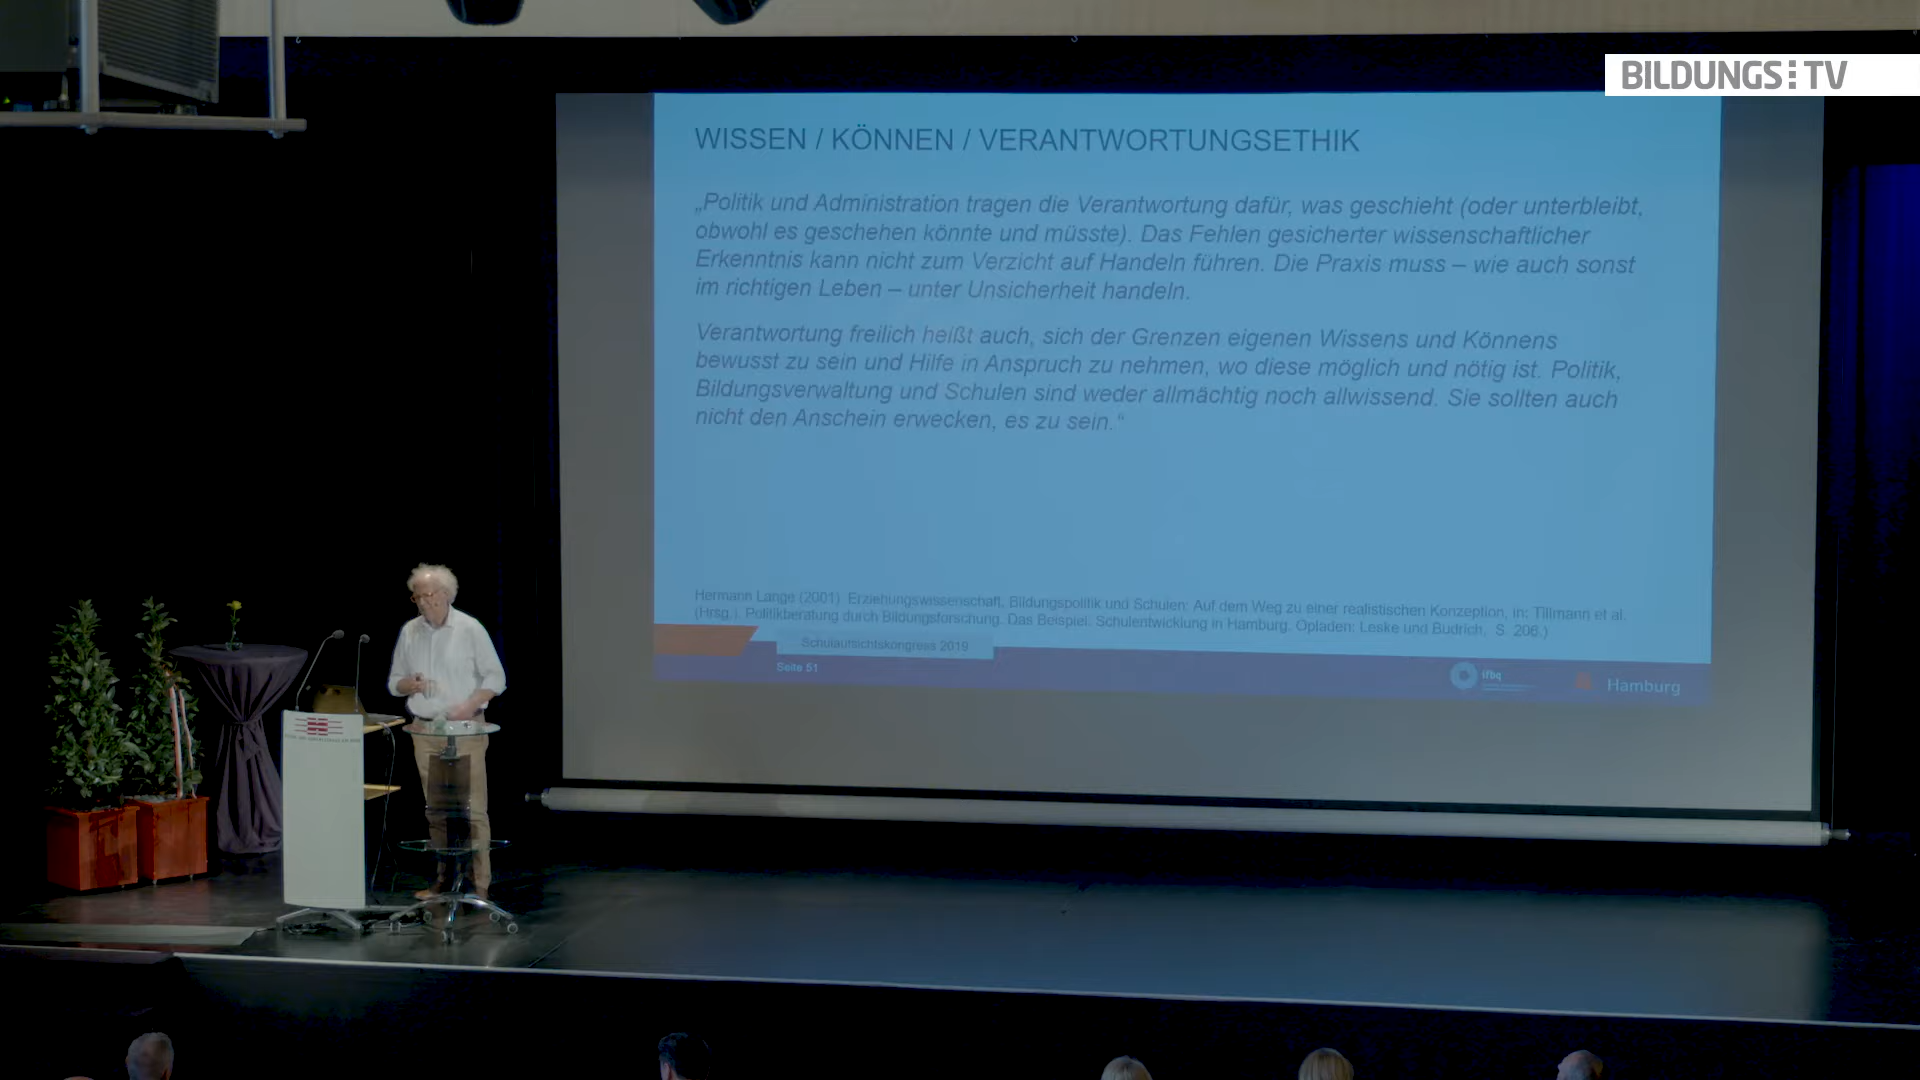 BILDUNGS:TV
WISSEN / KÖNNEN / VERANTWORTUNGSETHIK
„Politik und Administration tragen die Verantwortung dafür, was geschieht (oder unterbleibt,
obwohl es geschehen könnte und müsste). Das Fehlen gesicherter wissenschaftlicher
Erkenntnis kann nicht zum Verzicht auf Handeln führen. Die Praxis muss – wie auch sonst
im richtigen Leben – unter Unsicherheit handeln.
Verantwortung freilich heißt auch, sich der Grenzen eigenen Wissens und Könnens
bewusst zu sein und Hilfe in Anspruch zu nehmen, wo diese möglich und nötig ist. Politik,
Bildungsverwaltung und Schulen sind weder allmächtig noch allwissend. Sie sollten auch
nicht den Anschein erwecken, es zu sein.“
Hermann Lange (2001). Erziehungswissenschaft, Bildungspolitik und Schulen: Auf dem Weg zu einer realistischen Konzeption, in: Tillmann et al.
(Hrsg.). Politikberatung durch Bildungsforschung. Das Beispiel: Schulentwicklung in Hamburg. Opladen: Leske und Budrich, S. 206.)
Schulaufsichtskongress 2019
Seite 51
ifbq
Hamburg